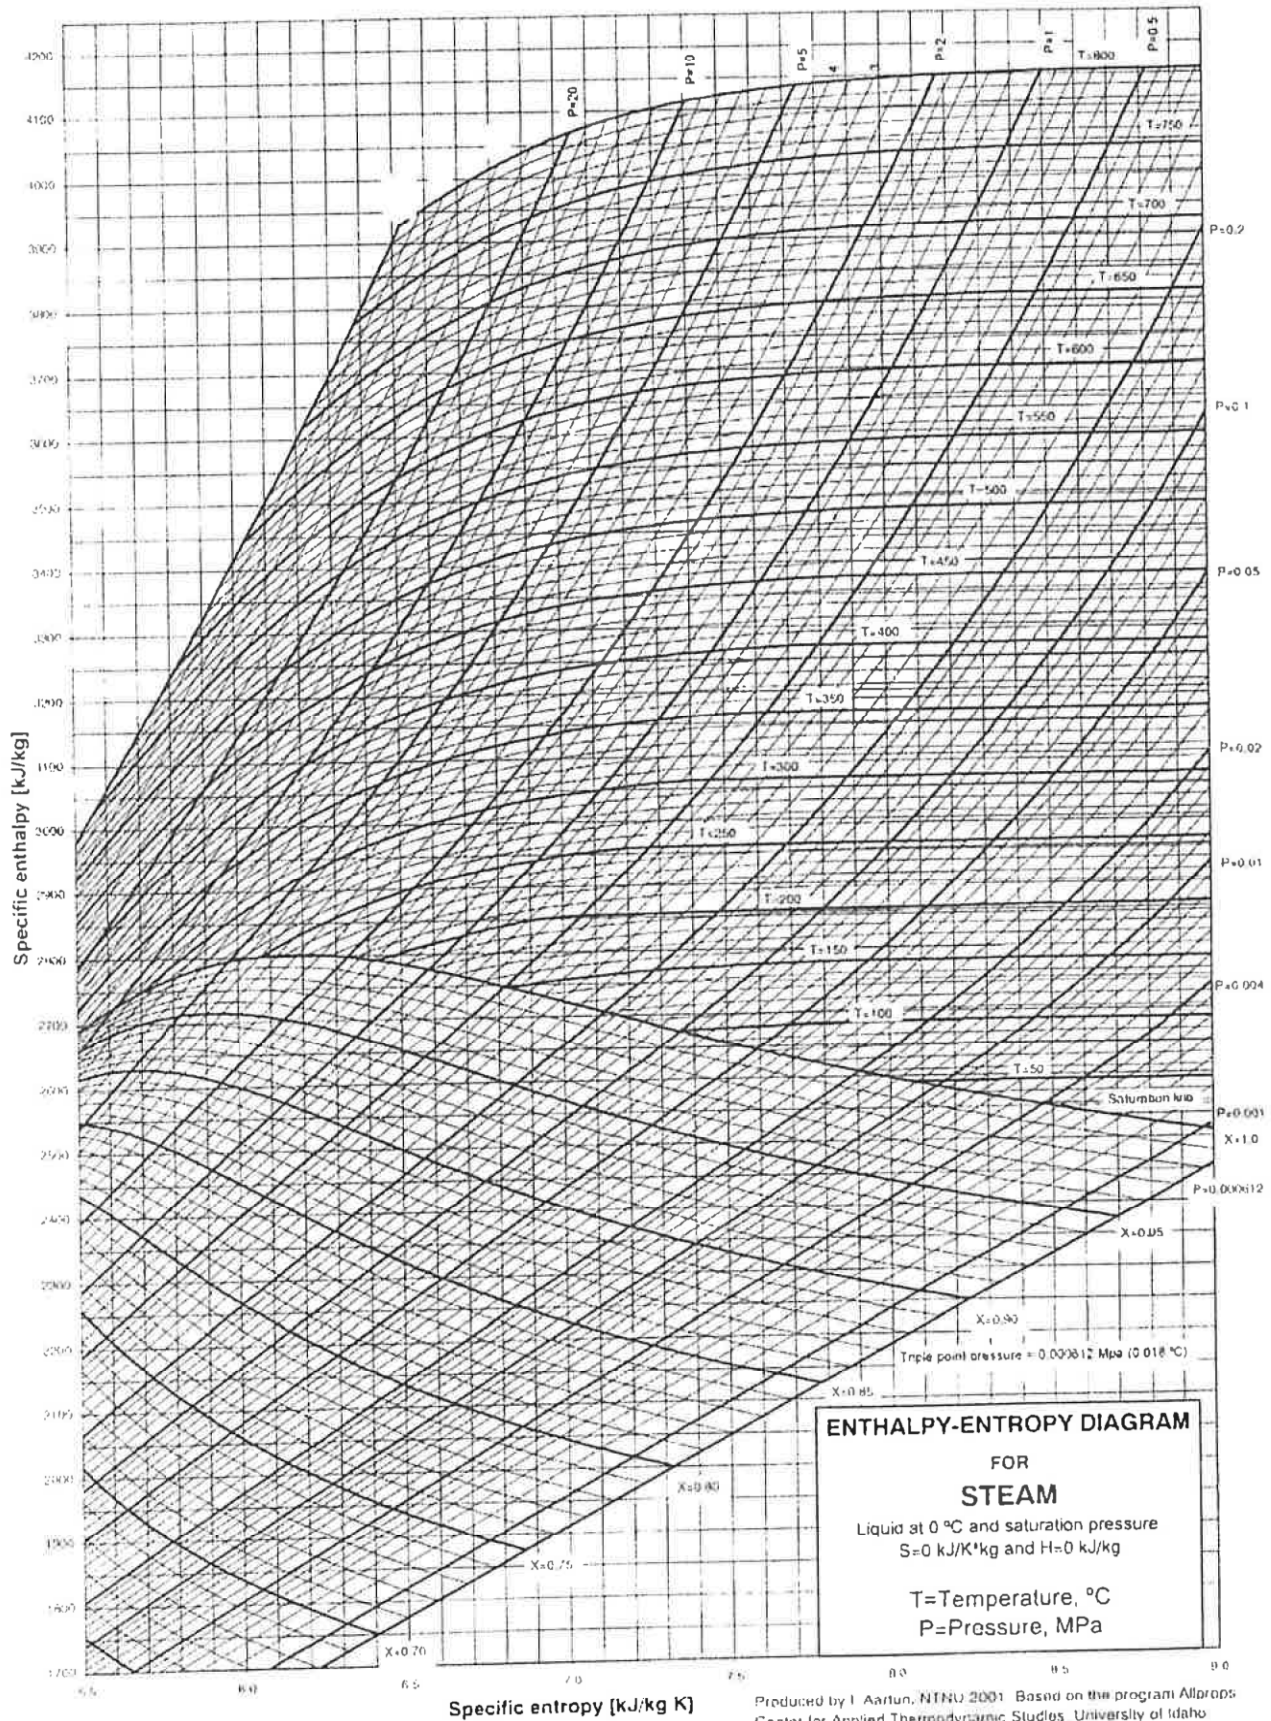 P=20
P=10
P=5
4
3
P=2
P=1
P=0.5
T=800
4200
T=750
4100
4000
T=700
P=0.2
3900
T=650
3800
T=600
3700
P=0.1
T=550
3600
T=500
3500
T=450
P=0.05
3400
T=400
3300
T=350
3200
P=0.02
T=300
3100
T=250
3000
P=0.01
T=200
2900
T=150
2800
P=0.004
T=100
2700
T=50
2600
Saturation line
P=0.001
X=1.0
2500
P=0.000612
X=0.95
2400
2300
X=0.90
Triple point pressure = 0.000612 Mpa (0.018 ºC)
2200
X=0.85
2100
2000
X=0.80
1900
X=0.75
1800
X=0.70
1700
Specific enthalpy [kJ/kg]
ENTHALPY-ENTROPY DIAGRAM
FOR
STEAM
Liquid at 0 ºC and saturation pressure
S=0 kJ/K*kg and H=0 kJ/kg
T=Temperature, ºC
P=Pressure, MPa
5.5
6.0
6.5
7.0
7.5
8.0
8.5
9.0
Specific entropy [kJ/kg K]
Produced by I. Aartun, NTNU 2001 Based on the program Allprops
Center for Applied Thermodynamic Studies, University of Idaho